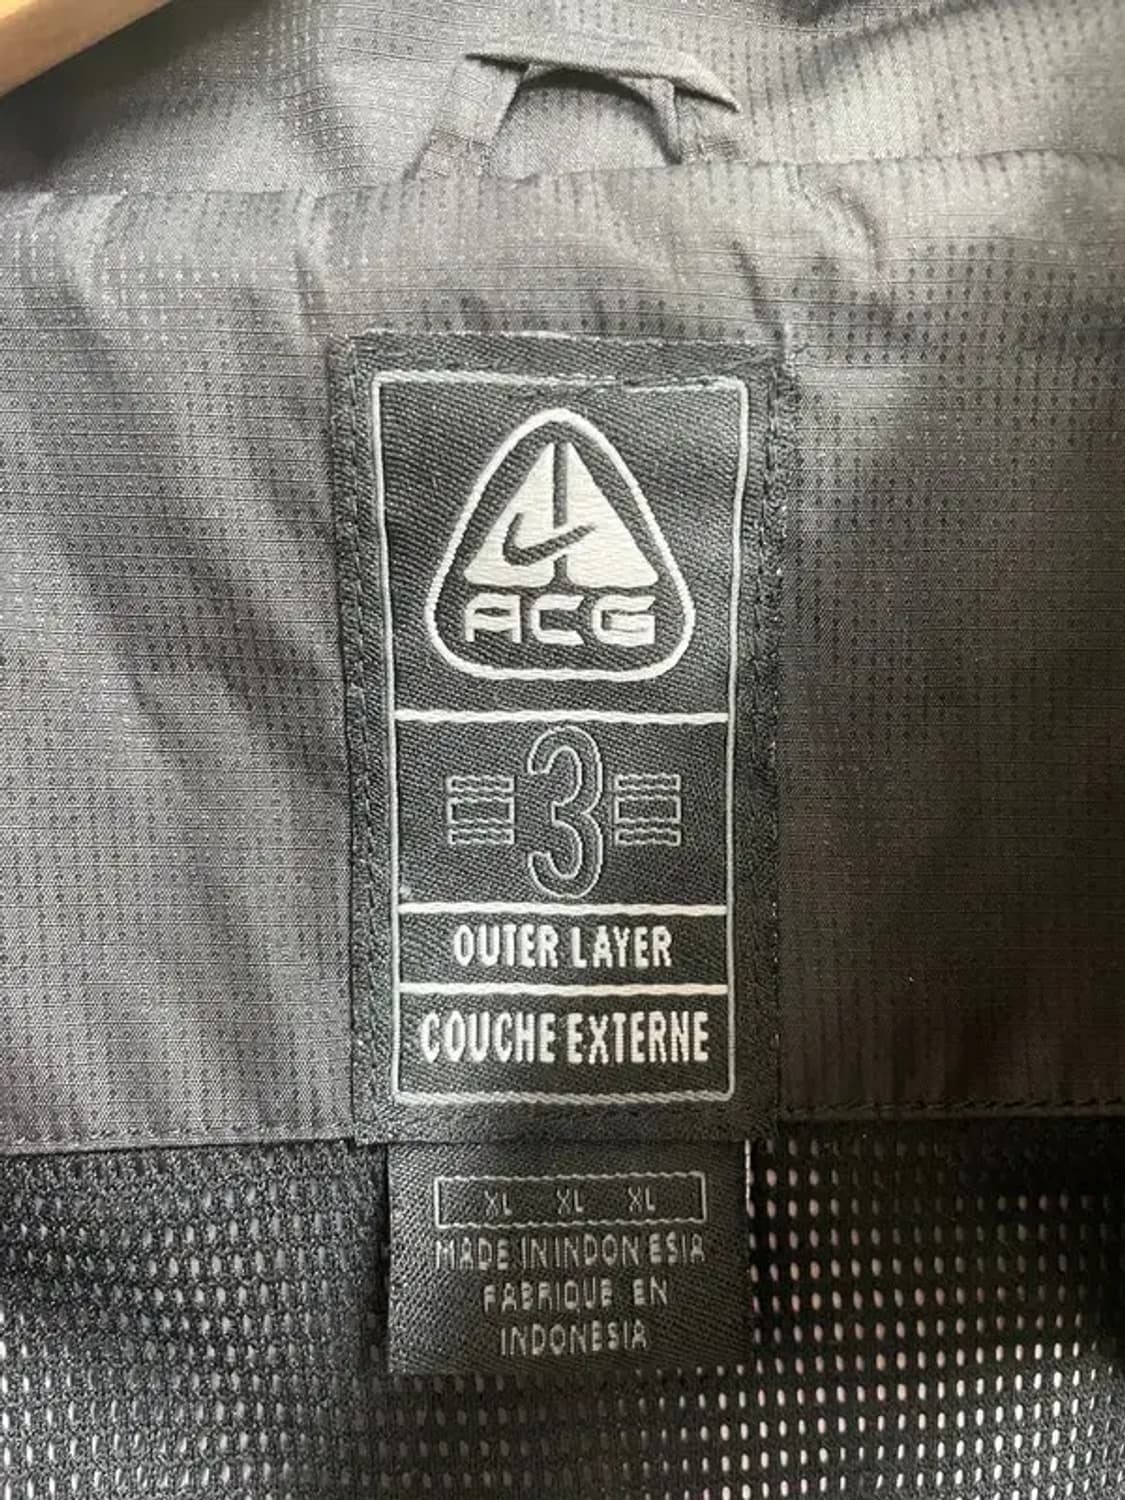 ACG
3
OUTER LAYER
COUCHE EXTERNE
XL XL XL
MADE IN INDONESIA
FABRIQUE EN
INDONESIA